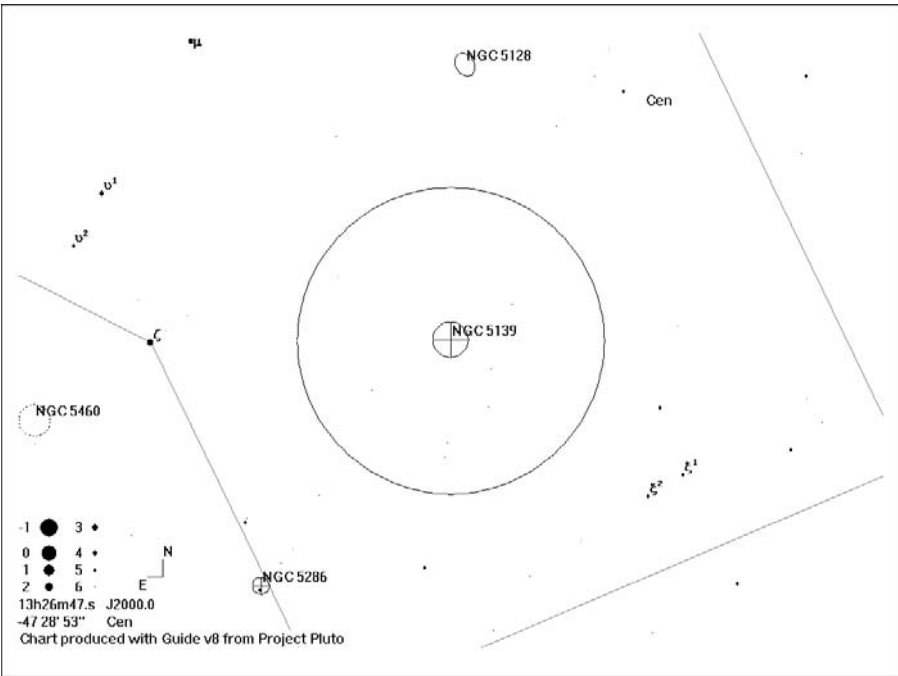 μ
NGC 5128
Cen
υ¹
υ²
NGC 5139
ζ
NGC 5460
ξ¹
ξ²
-1 3
0 4
1 5
2 6
N
E
NGC 5286
13h26m47.s J2000.0
-47 28' 53" Cen
Chart produced with Guide v8 from Project Pluto